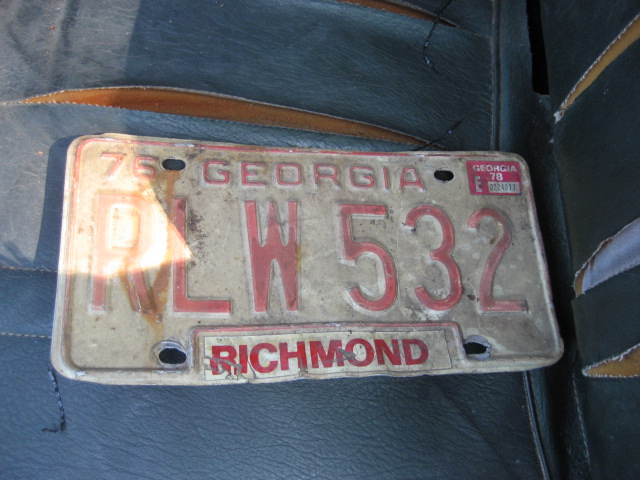 76 GEORGIA
GEORGIA
78
E
RLW 532
RICHMOND